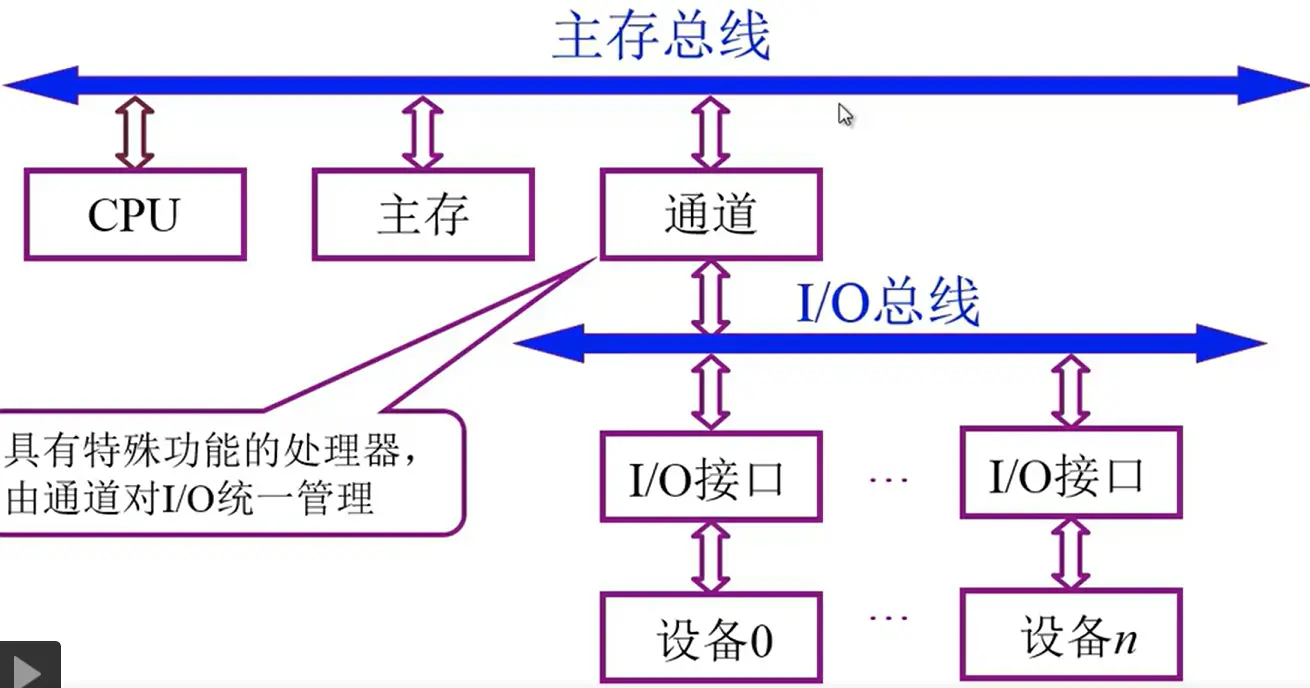 主存总线
CPU
主存
通道
I/O总线
具有特殊功能的处理器，
由通道对I/O统一管理
I/O接口
…
I/O接口
设备0
…
设备n